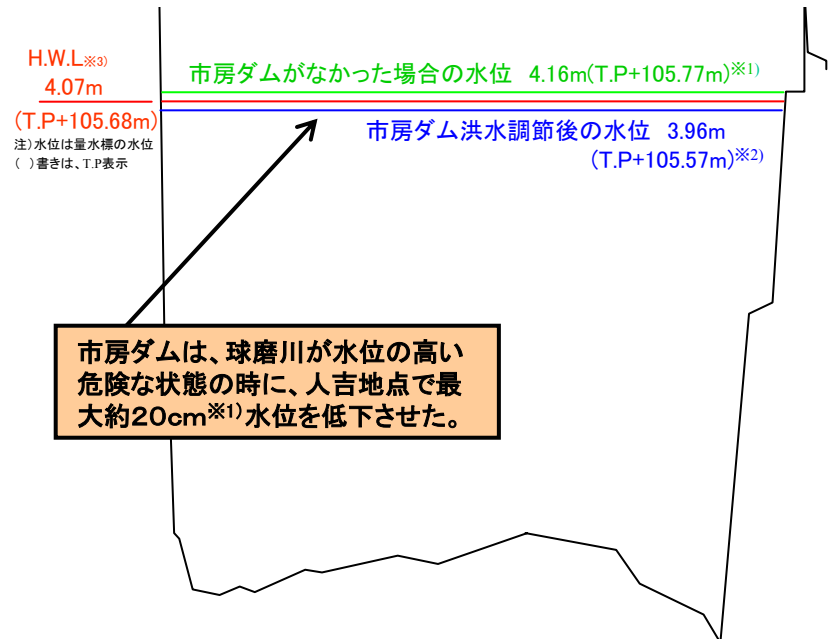 H.W.L※3)
4.07m
(T.P+105.68m)
注)水位は量水標の水位
( )書きは、T.P表示
市房ダムがなかった場合の水位 4.16m(T.P+105.77m)※1)
市房ダム洪水調節後の水位 3.96m
(T.P+105.57m)※2)
市房ダムは、球磨川が水位の高い
危険な状態の時に、人吉地点で最
大約20cm※1)水位を低下させた。